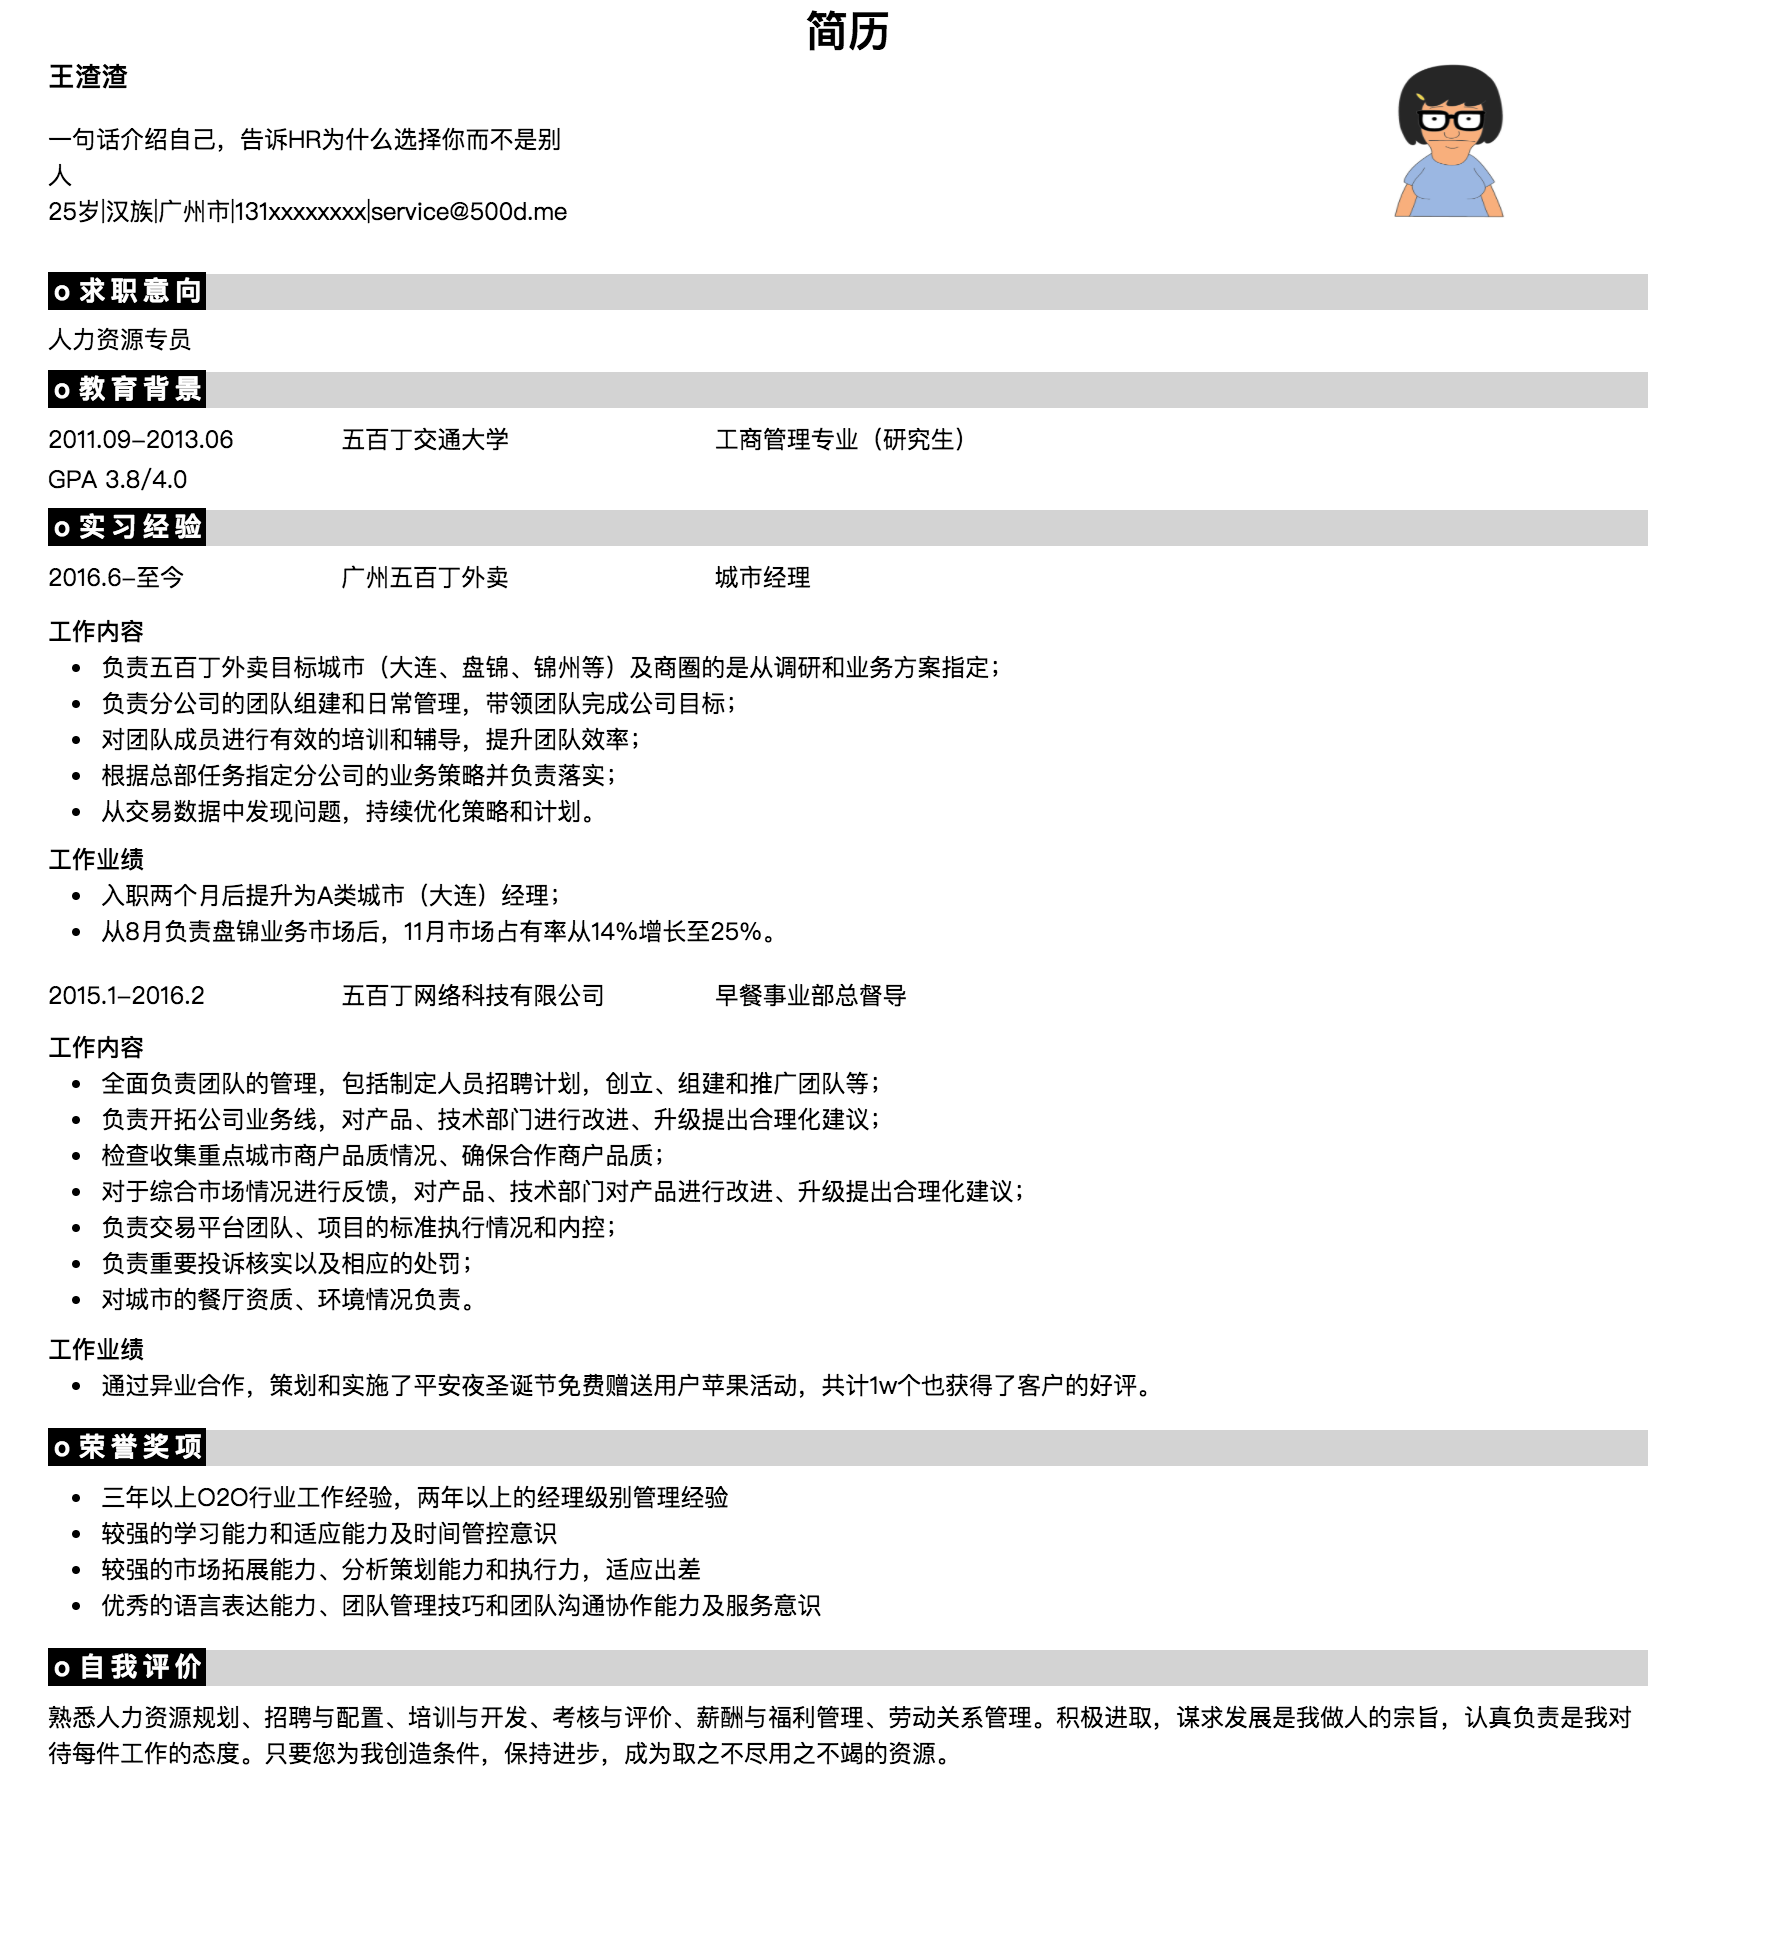 简历
王渣渣
一句话介绍自己，告诉HR为什么选择你而不是别
人
25岁|汉族|广州市|131xxxxxxxx|service@500d.me
o 求职意向
人力资源专员
o 教育背景
2011.09-2013.06 五百丁交通大学 工商管理专业（研究生）
GPA 3.8/4.0
o 实习经验
2016.6-至今 广州五百丁外卖 城市经理
工作内容
• 负责五百丁外卖目标城市（大连、盘锦、锦州等）及商圈的是从调研和业务方案指定；
• 负责分公司的团队组建和日常管理，带领团队完成公司目标；
• 对团队成员进行有效的培训和辅导，提升团队效率；
• 根据总部任务指定分公司的业务策略并负责落实；
• 从交易数据中发现问题，持续优化策略和计划。
工作业绩
• 入职两个月后提升为A类城市（大连）经理；
• 从8月负责盘锦业务市场后，11月市场占有率从14%增长至25%。
2015.1-2016.2 五百丁网络科技有限公司 早餐事业部总督导
工作内容
• 全面负责团队的管理，包括制定人员招聘计划，创立、组建和推广团队等；
• 负责开拓公司业务线，对产品、技术部门进行改进、升级提出合理化建议；
• 检查收集重点城市商户品质情况、确保合作商户品质；
• 对于综合市场情况进行反馈，对产品、技术部门对产品进行改进、升级提出合理化建议；
• 负责交易平台团队、项目的标准执行情况和内控；
• 负责重要投诉核实以及相应的处罚；
• 对城市的餐厅资质、环境情况负责。
工作业绩
• 通过异业合作，策划和实施了平安夜圣诞节免费赠送用户苹果活动，共计1w个也获得了客户的好评。
o 荣誉奖项
• 三年以上O2O行业工作经验，两年以上的经理级别管理经验
• 较强的学习能力和适应能力及时间管控意识
• 较强的市场拓展能力、分析策划能力和执行力，适应出差
• 优秀的语言表达能力、团队管理技巧和团队沟通协作能力及服务意识
o 自我评价
熟悉人力资源规划、招聘与配置、培训与开发、考核与评价、薪酬与福利管理、劳动关系管理。积极进取，谋求发展是我做人的宗旨，认真负责是我对
待每件工作的态度。只要您为我创造条件，保持进步，成为取之不尽用之不竭的资源。